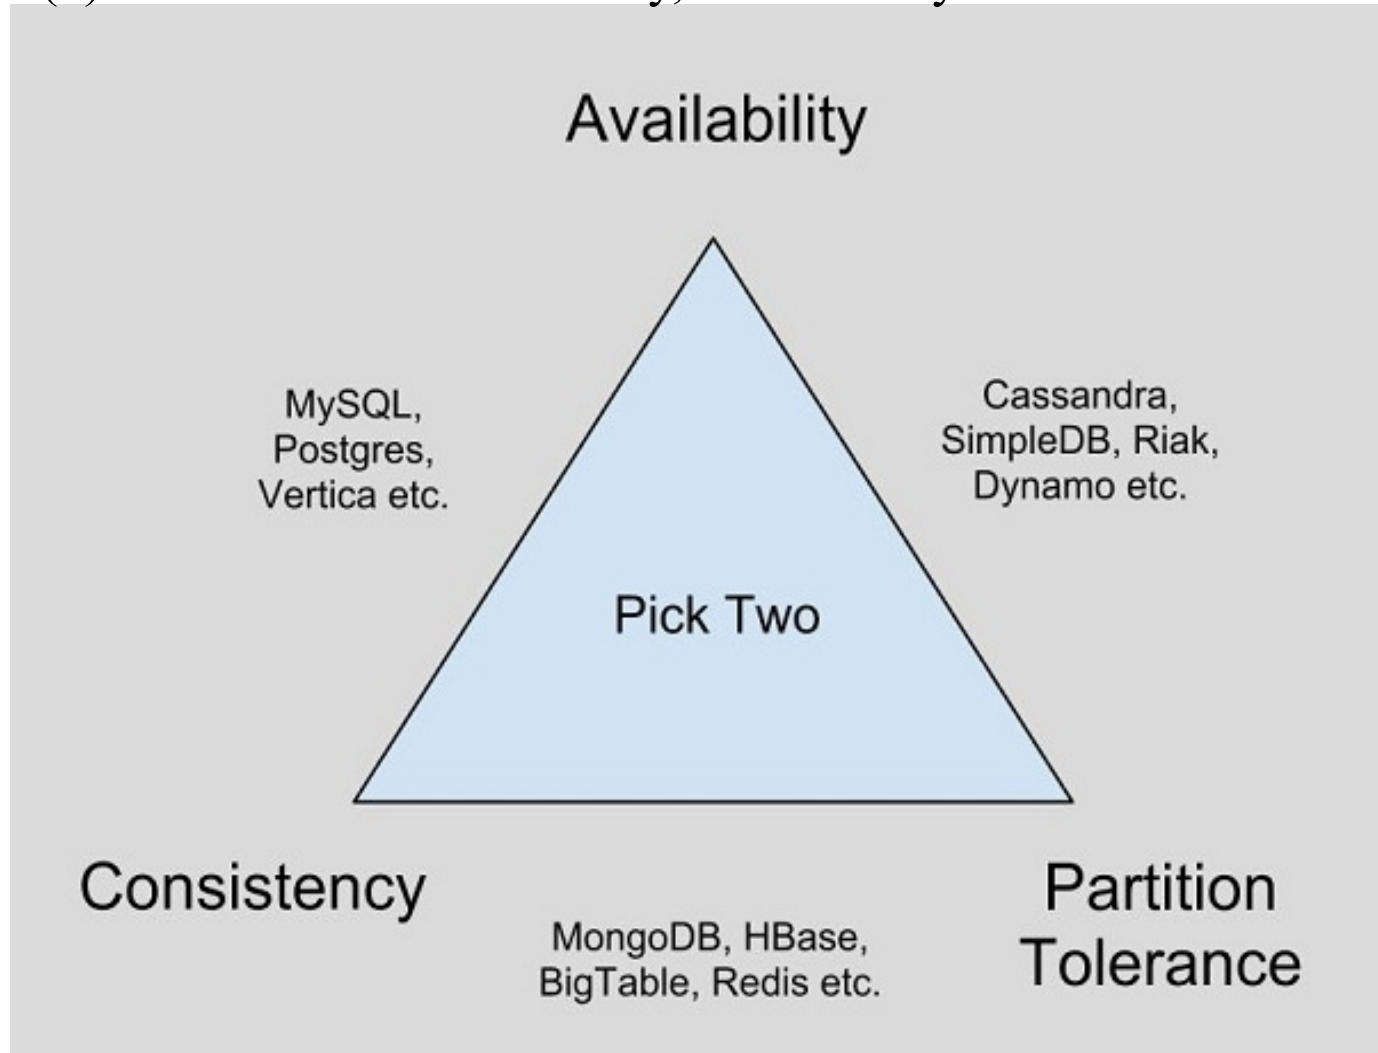 Availability
MySQL,
Postgres,
Vertica etc.
Cassandra,
SimpleDB, Riak,
Dynamo etc.
Pick Two
Consistency
Partition
Tolerance
MongoDB, HBase,
BigTable, Redis etc.